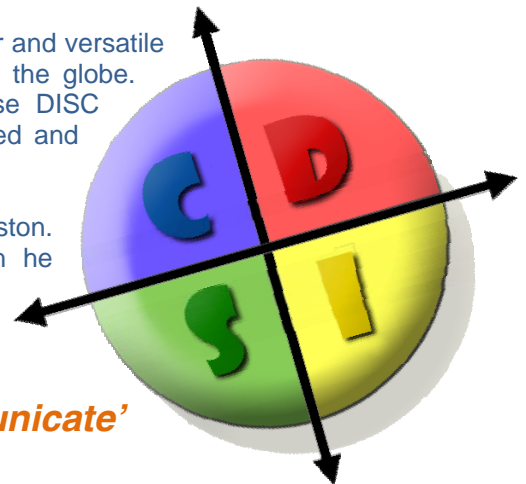 r and versatile
the globe.
se DISC
ed and
ston.
n he
unicate’
C D
S I